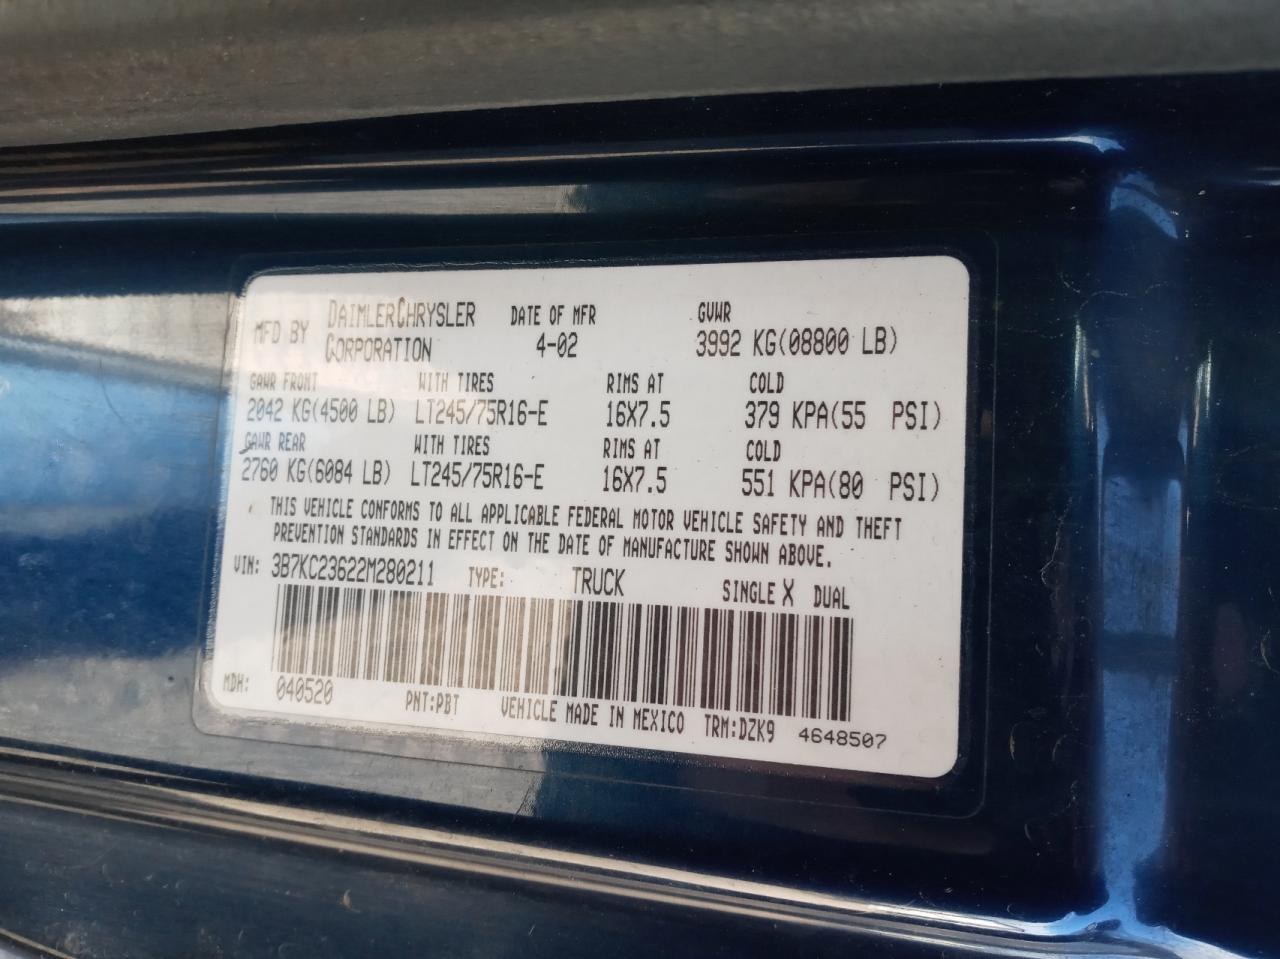 MFD BY DAIMLERCHRYSLER CORPORATION DATE OF MFR 4-02 GVWR 3992 KG(08800 LB)
GAWR FRONT WITH TIRES RIMS AT COLD
2042 KG(4500 LB) LT245/75R16-E 16X7.5 379 KPA(55 PSI)
GAWR REAR WITH TIRES RIMS AT COLD
2760 KG(6084 LB) LT245/75R16-E 16X7.5 551 KPA(80 PSI)
THIS VEHICLE CONFORMS TO ALL APPLICABLE FEDERAL MOTOR VEHICLE SAFETY AND THEFT
PREVENTION STANDARDS IN EFFECT ON THE DATE OF MANUFACTURE SHOWN ABOVE.
VIN: 3B7KC23622M280211 TYPE: TRUCK SINGLE X DUAL
MDH: 040520 PNT:PBT VEHICLE MADE IN MEXICO TRM:DZK9 4648507